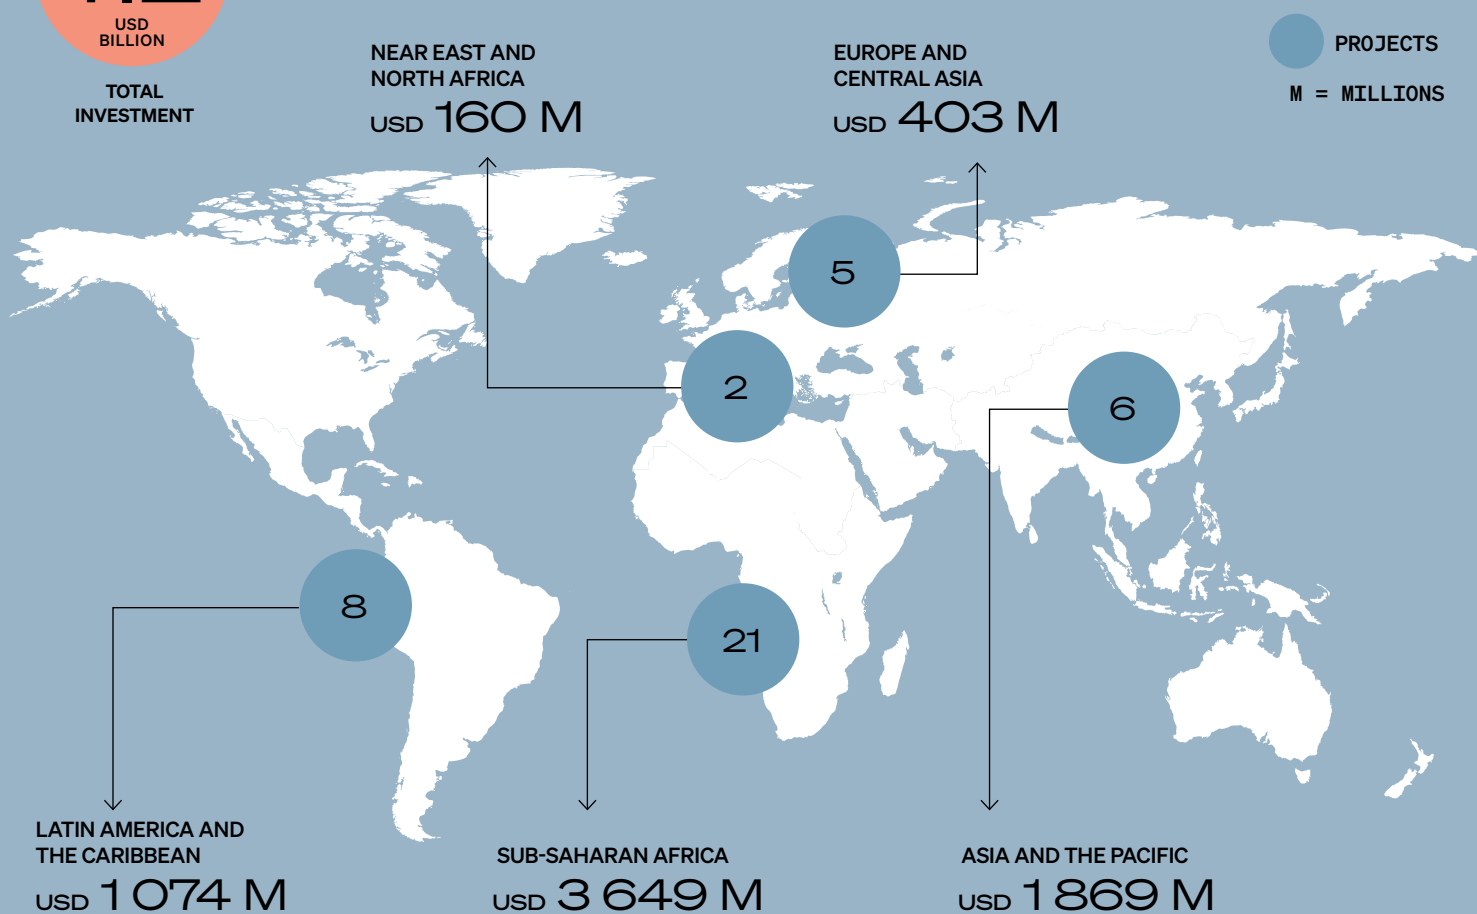 USD
BILLION
TOTAL
INVESTMENT
NEAR EAST AND
NORTH AFRICA
USD 160 M
EUROPE AND
CENTRAL ASIA
USD 403 M
PROJECTS
M = MILLIONS
5
2
6
8
21
LATIN AMERICA AND
THE CARIBBEAN
USD 1 074 M
SUB-SAHARAN AFRICA
USD 3 649 M
ASIA AND THE PACIFIC
USD 1 869 M